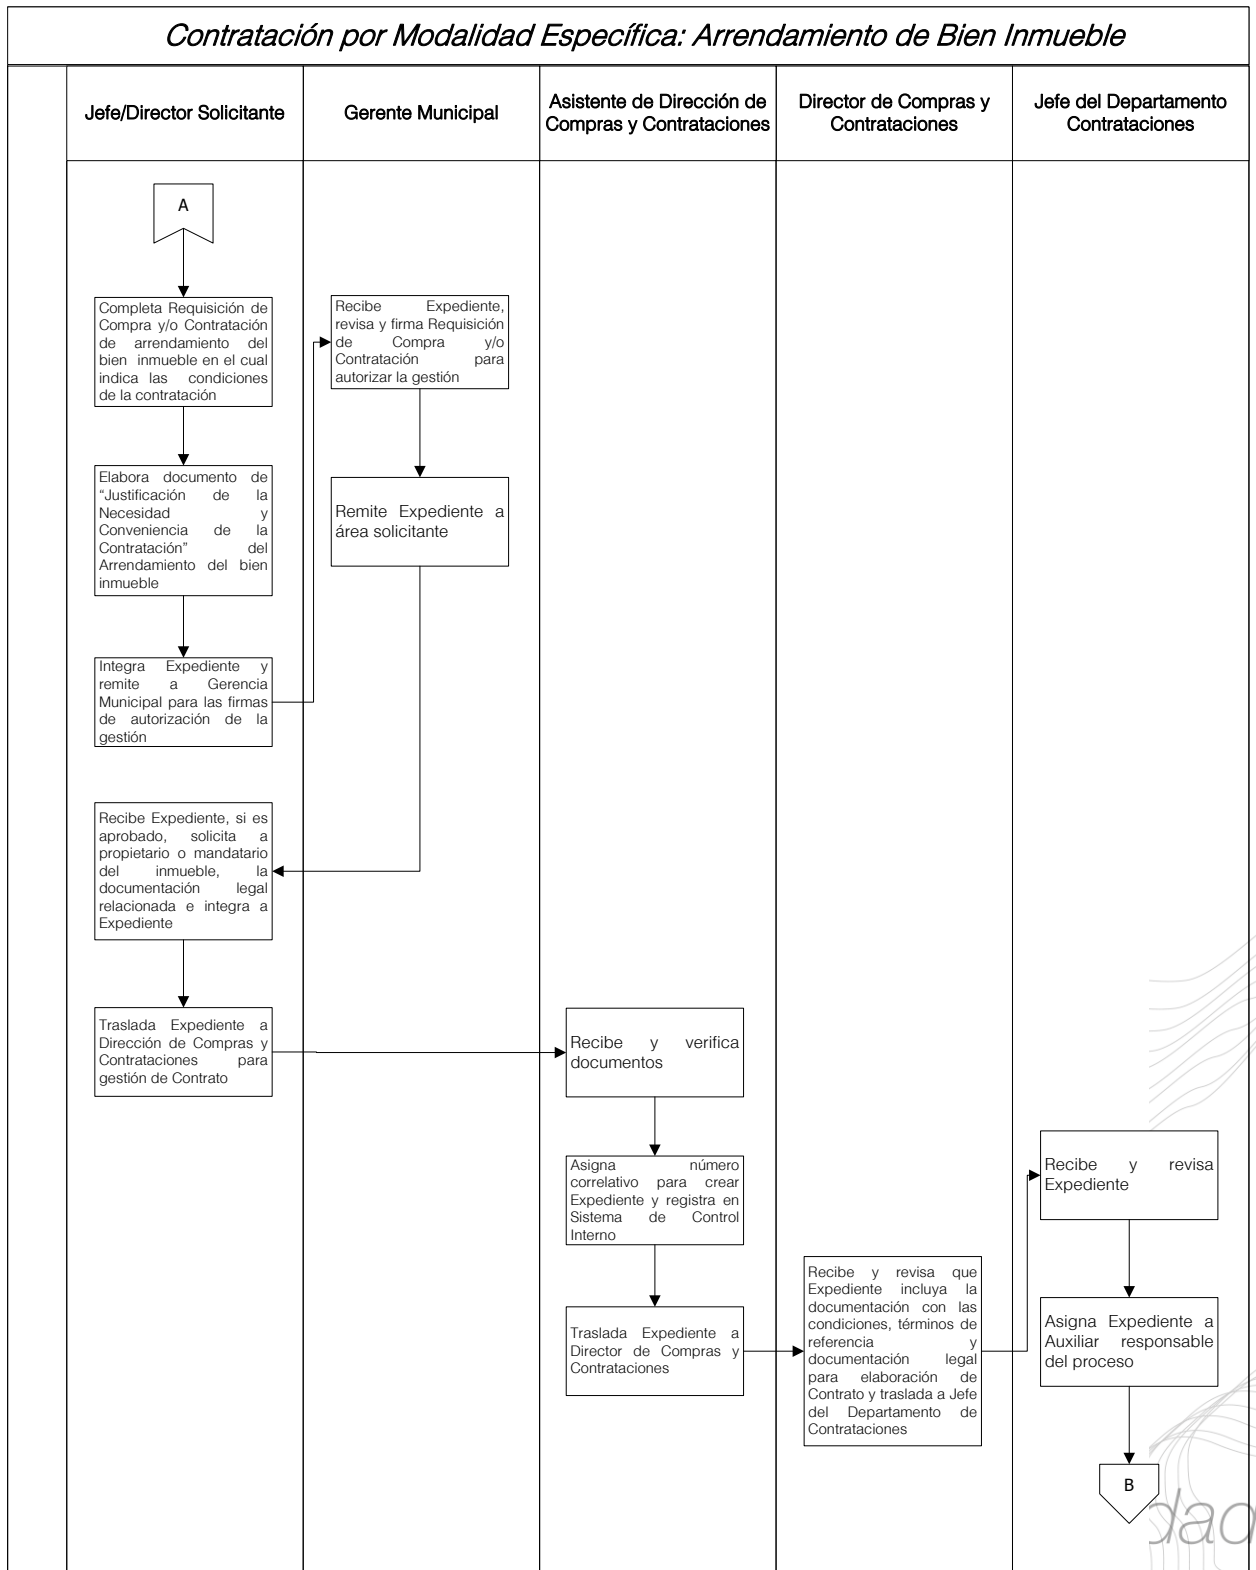 Contratación por Modalidad Específica: Arrendamiento de Bien Inmueble
Jefe/Director Solicitante
Gerente Municipal
Asistente de Dirección de
Compras y Contrataciones
Director de Compras y
Contrataciones
Jefe del Departamento
Contrataciones
A
Completa Requisición de
Compra y/o Contratación
de arrendamiento del
bien inmueble en el cual
indica las condiciones
de la contratación
Elabora documento de
“Justificación de la
Necesidad y
Conveniencia de la
Contratación” del
Arrendamiento del bien
inmueble
Integra Expediente y
remite a Gerencia
Municipal para las firmas
de autorización de la
gestión
Recibe Expediente,
revisa y firma Requisición
de Compra y/o
Contratación para
autorizar la gestión
Remite Expediente a
área solicitante
Recibe Expediente, si es
aprobado, solicita a
propietario o mandatario
del inmueble, la
documentación legal
relacionada e integra a
Expediente
Traslada Expediente a
Dirección de Compras y
Contrataciones para
gestión de Contrato
Recibe y verifica
documentos
Asigna número
correlativo para crear
Expediente y registra en
Sistema de Control
Interno
Traslada Expediente a
Director de Compras y
Contrataciones
Recibe y revisa que
Expediente incluya la
documentación con las
condiciones, términos de
referencia y
documentación legal
para elaboración de
Contrato y traslada a Jefe
del Departamento de
Contrataciones
Recibe y revisa
Expediente
Asigna Expediente a
Auxiliar responsable
del proceso
B
dad